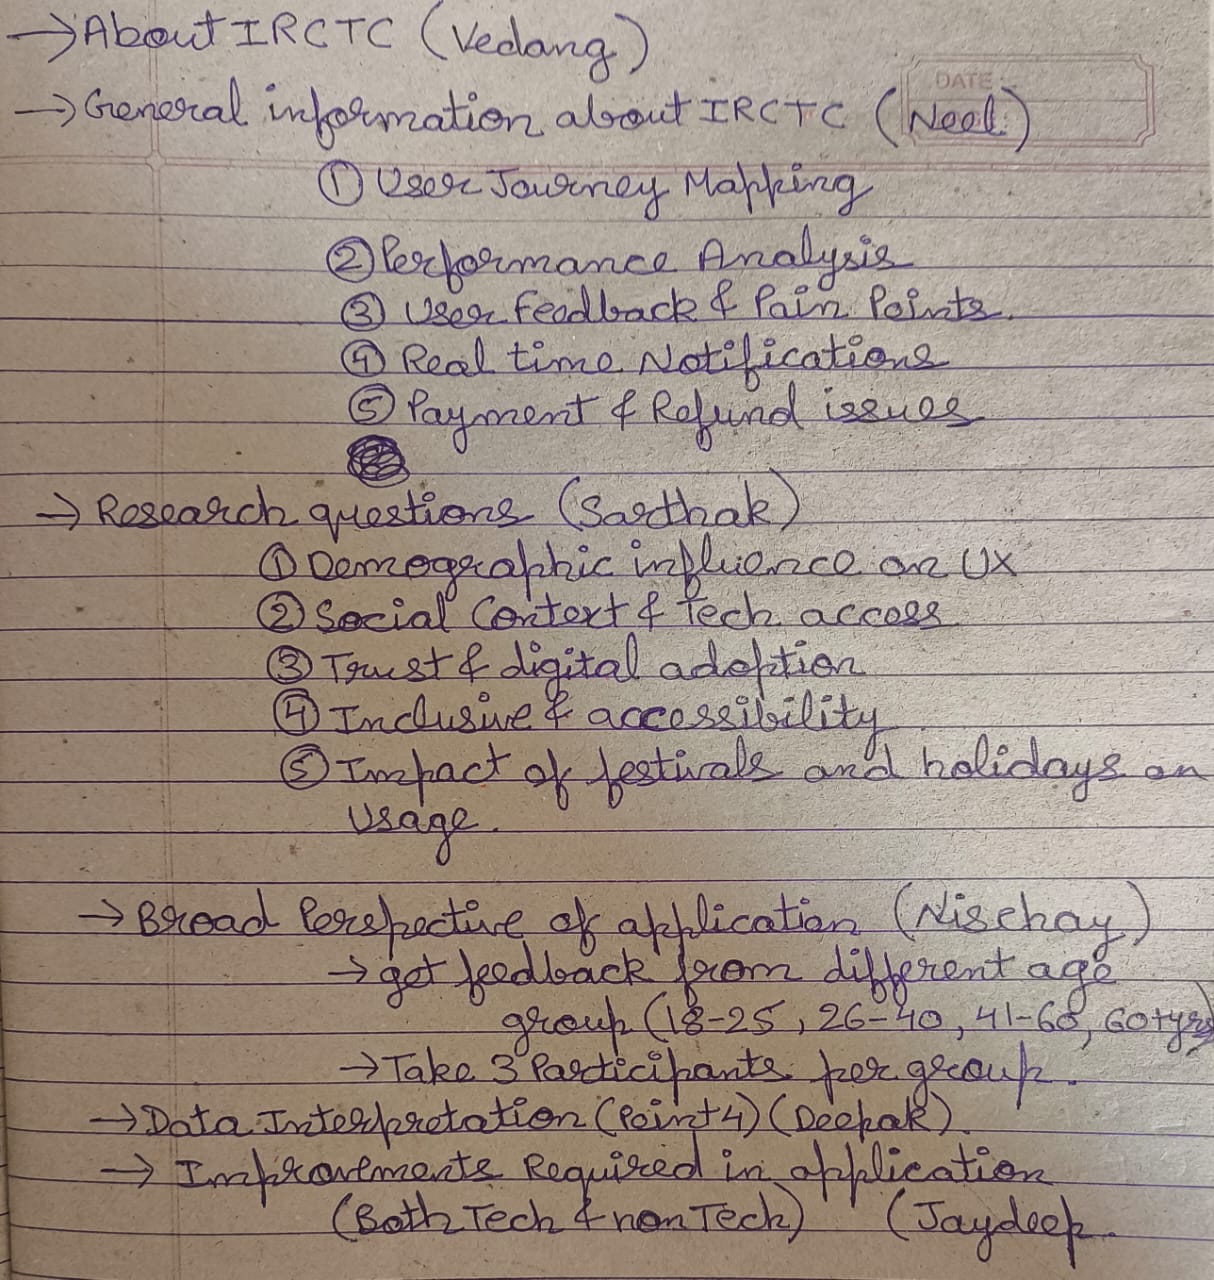 → About IRCTC (Vedang)
DATE:
→ General information about IRCTC (Neel)
① User Journey Mapping
② Performance Analysis
③ User feedback & Pain Points.
④ Real time Notifications
⑤ Payment & Refund issues
→ Research questions (Sarthak)
① Demographic influence on UX
② Social Context & Tech access
③ Trust & digital adoption
④ Inclusive & accessibility
⑤ Impact of festivals and holidays on
Usage.
→ Broad Perspective of application (Nischay)
→ get feedback from different age
group (18-25, 26-40, 41-60, 60+yrs)
→ Take 3 Participants per group.
→ Data Interpretation (Point 4) (Deepak).
→ Improvements Required in application
(Both Tech & non Tech) (Jaydeep.